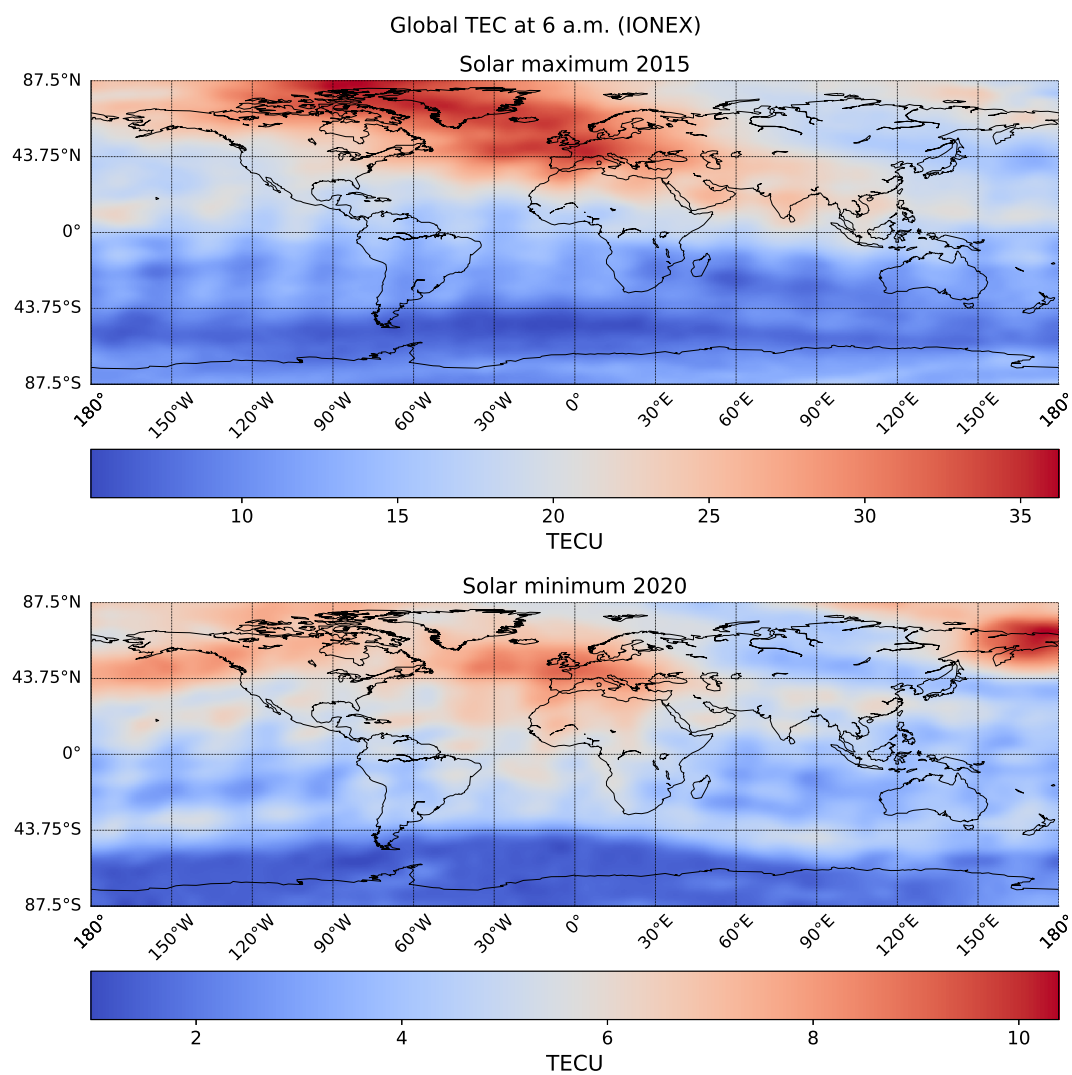 Global TEC at 6 a.m. (IONEX)
Solar maximum 2015
87.5°N
43.75°N
0°
43.75°S
87.5°S
180° 150°W 120°W 90°W 60°W 30°W 0° 30°E 60°E 90°E 120°E 150°E 180°
10 15 20 25 30 35
TECU
Solar minimum 2020
87.5°N
43.75°N
0°
43.75°S
87.5°S
180° 150°W 120°W 90°W 60°W 30°W 0° 30°E 60°E 90°E 120°E 150°E 180°
2 4 6 8 10
TECU